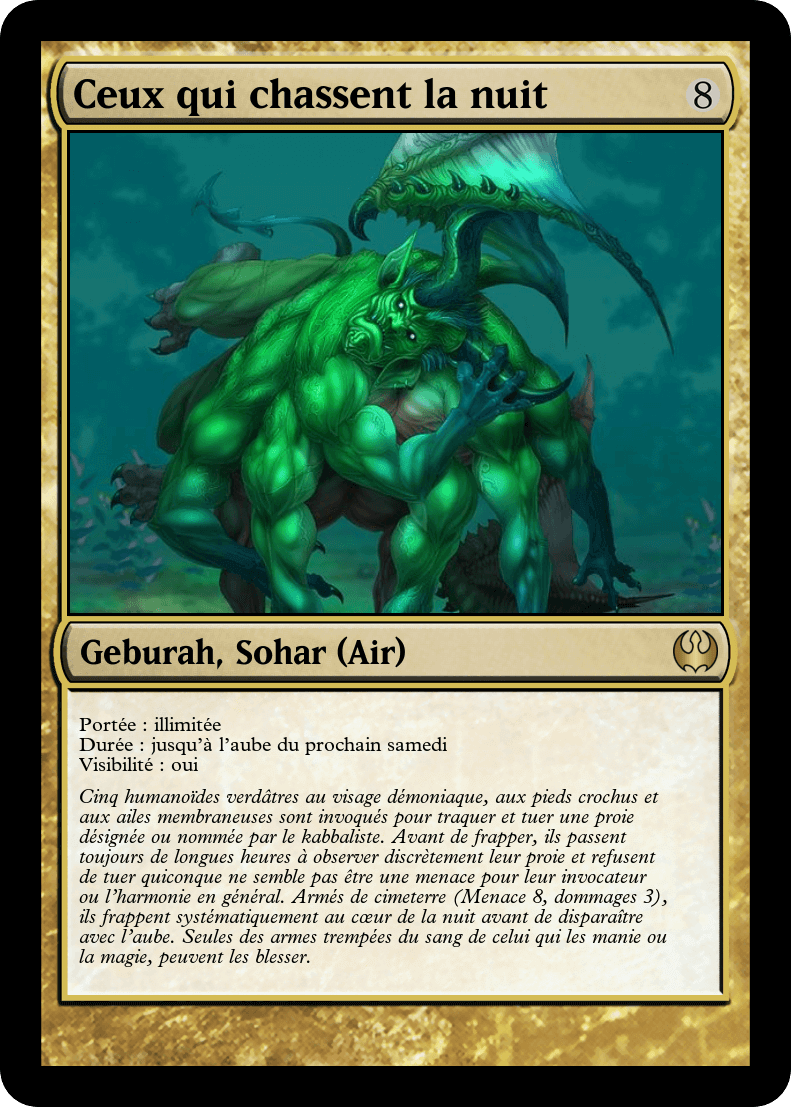 Ceux qui chassent la nuit 8
Geburah, Sohar (Air)
Portée : illimitée
Durée : jusqu'à l'aube du prochain samedi
Visibilité : oui
Cinq humanoïdes verdâtres au visage démoniaque, aux pieds crochus et
aux ailes membraneuses sont invoqués pour traquer et tuer une proie
désignée ou nommée par le kabbaliste. Avant de frapper, ils passent
toujours de longues heures à observer discrètement leur proie et refusent
de tuer quiconque ne semble pas être une menace pour leur invocateur
ou l'harmonie en général. Armés de cimeterre (Menace 8, dommages 3),
ils frappent systématiquement au cœur de la nuit avant de disparaître
avec l'aube. Seules des armes trempées du sang de celui qui les manie ou
la magie, peuvent les blesser.